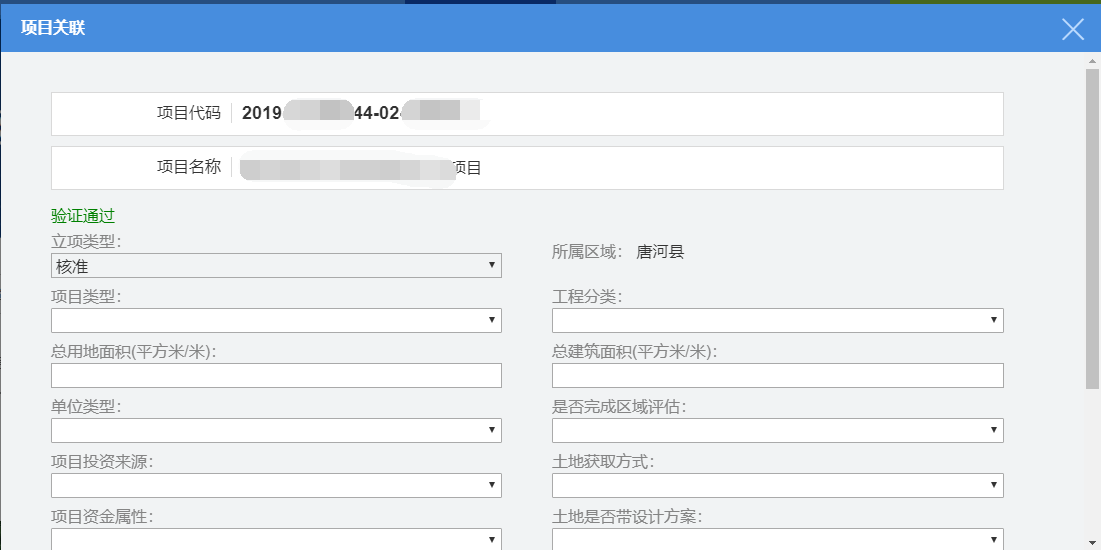 项目关联
项目代码 2019 44-02
项目名称 项目
验证通过
立项类型：
核准
所属区域： 唐河县
项目类型： 工程分类：
总用地面积(平方米/米)： 总建筑面积(平方米/米)：
单位类型： 是否完成区域评估：
项目投资来源： 土地获取方式：
项目资金属性： 土地是否带设计方案：